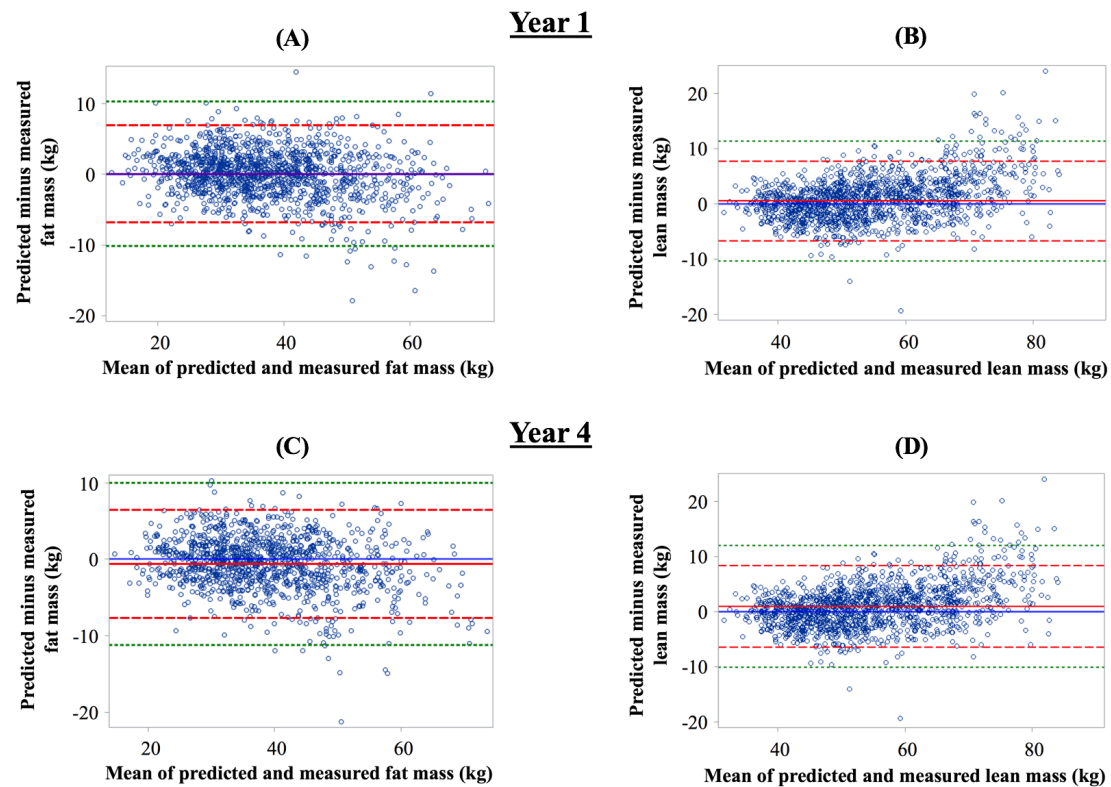 Year 1
(A)
(B)
Predicted minus measured
fat mass (kg)
10
0
-10
-20
20
40
60
Mean of predicted and measured fat mass (kg)
Predicted minus measured
lean mass (kg)
20
10
0
-10
-20
40
60
80
Mean of predicted and measured lean mass (kg)
Year 4
(C)
(D)
Predicted minus measured
fat mass (kg)
10
0
-10
-20
20
40
60
Mean of predicted and measured fat mass (kg)
Predicted minus measured
lean mass (kg)
20
10
0
-10
-20
40
60
80
Mean of predicted and measured lean mass (kg)